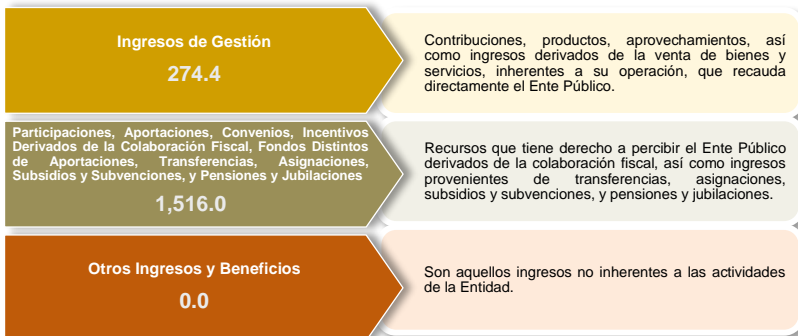 Ingresos de Gestión
274.4
Contribuciones, productos, aprovechamientos, así
como ingresos derivados de la venta de bienes y
servicios, inherentes a su operación, que recauda
directamente el Ente Público.
Participaciones, Aportaciones, Convenios, Incentivos
Derivados de la Colaboración Fiscal, Fondos Distintos
de Aportaciones, Transferencias, Asignaciones,
Subsidios y Subvenciones, y Pensiones y Jubilaciones
1,516.0
Recursos que tiene derecho a percibir el Ente Público
derivados de la colaboración fiscal, así como ingresos
provenientes de transferencias, asignaciones,
subsidios y subvenciones, y pensiones y jubilaciones.
Otros Ingresos y Beneficios
0.0
Son aquellos ingresos no inherentes a las actividades
de la Entidad.